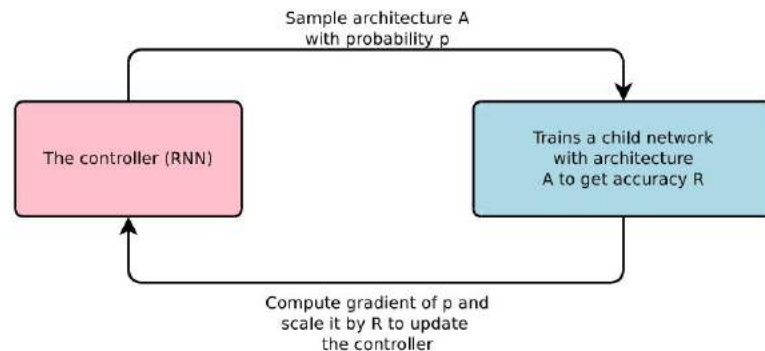 Sample architecture A
with probability p
The controller (RNN)
Trains a child network
with architecture
A to get accuracy R
Compute gradient of p and
scale it by R to update
the controller